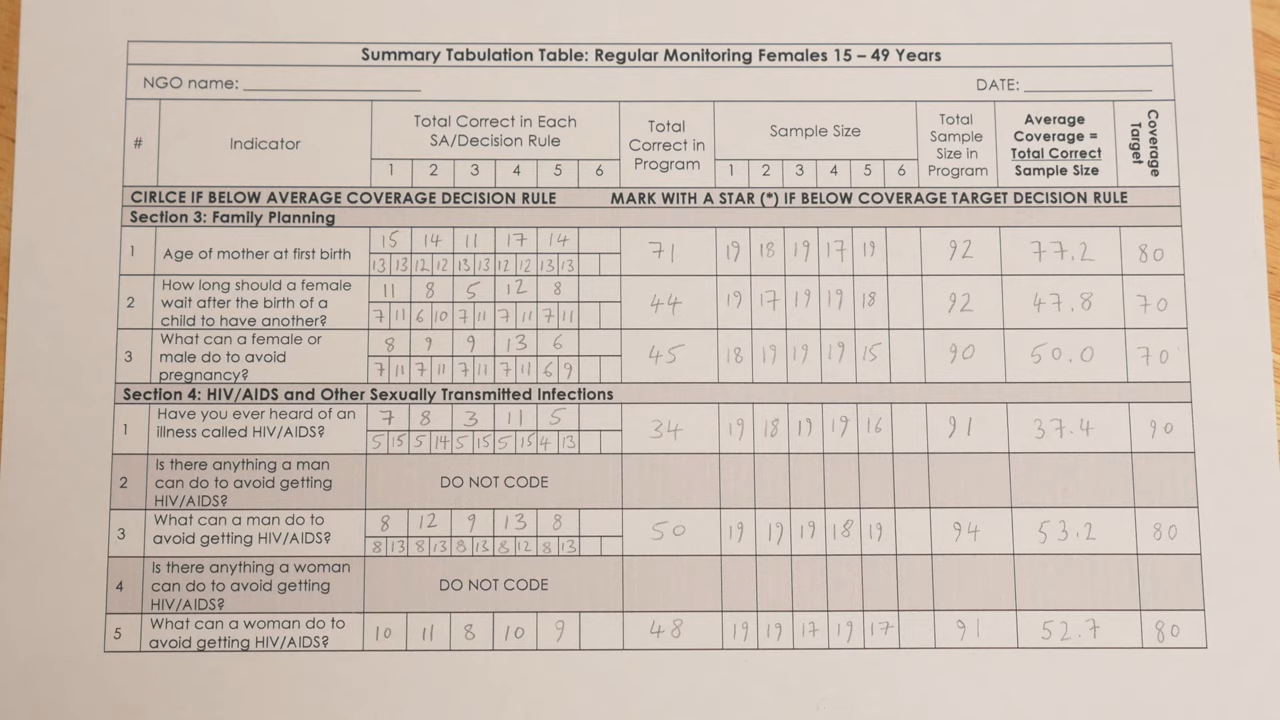 Summary Tabulation Table: Regular Monitoring Females 15 – 49 Years
NGO name: DATE:
# Indicator Total Correct in Each SA/Decision Rule Total Correct in Program Sample Size Total Sample Size in Program Average Coverage = Total Correct Sample Size Coverage Target
1 2 3 4 5 6 1 2 3 4 5 6
CIRLCE IF BELOW AVERAGE COVERAGE DECISION RULE MARK WITH A STAR (*) IF BELOW COVERAGE TARGET DECISION RULE
Section 3: Family Planning
1 Age of mother at first birth 15 14 11 17 14 71 19 18 19 17 19 92 77.2 80
13 13 12 12 13 13 12 12 13 13
2 How long should a female wait after the birth of a child to have another? 11 8 5 12 8 44 19 17 19 19 18 92 47.8 70
7 11 6 10 7 11 7 11 7 11
3 What can a female or male do to avoid pregnancy? 8 9 9 13 6 45 18 19 19 19 15 90 50.0 70
7 11 7 11 7 11 7 11 6 9
Section 4: HIV/AIDS and Other Sexually Transmitted Infections
1 Have you ever heard of an illness called HIV/AIDS? 7 8 3 11 5 34 19 18 19 19 16 91 37.4 90
5 15 5 14 5 15 5 15 4 13
2 Is there anything a man can do to avoid getting HIV/AIDS? DO NOT CODE
3 What can a man do to avoid getting HIV/AIDS? 8 12 9 13 8 50 19 19 19 18 19 94 53.2 80
8 13 8 13 8 13 8 12 8 13
4 Is there anything a woman can do to avoid getting HIV/AIDS? DO NOT CODE
5 What can a woman do to avoid getting HIV/AIDS? 10 11 8 10 9 48 19 19 17 19 17 91 52.7 80